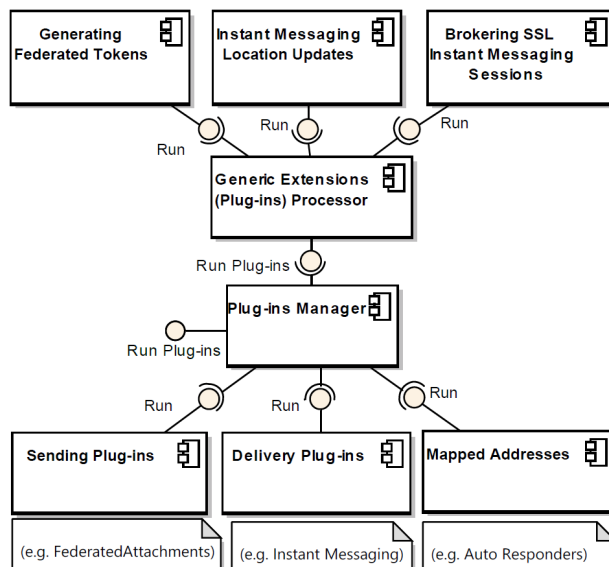 Generating
Federated Tokens
Instant Messaging
Location Updates
Brokering SSL
Instant Messaging
Sessions
Run
Run
Run
Generic Extensions
(Plug-ins) Processor
Run Plug-ins
Plug-ins Manager
Run Plug-ins
Run
Run
Run
Sending Plug-ins
Delivery Plug-ins
Mapped Addresses
(e.g. FederatedAttachments)
(e.g. Instant Messaging)
(e.g. Auto Responders)